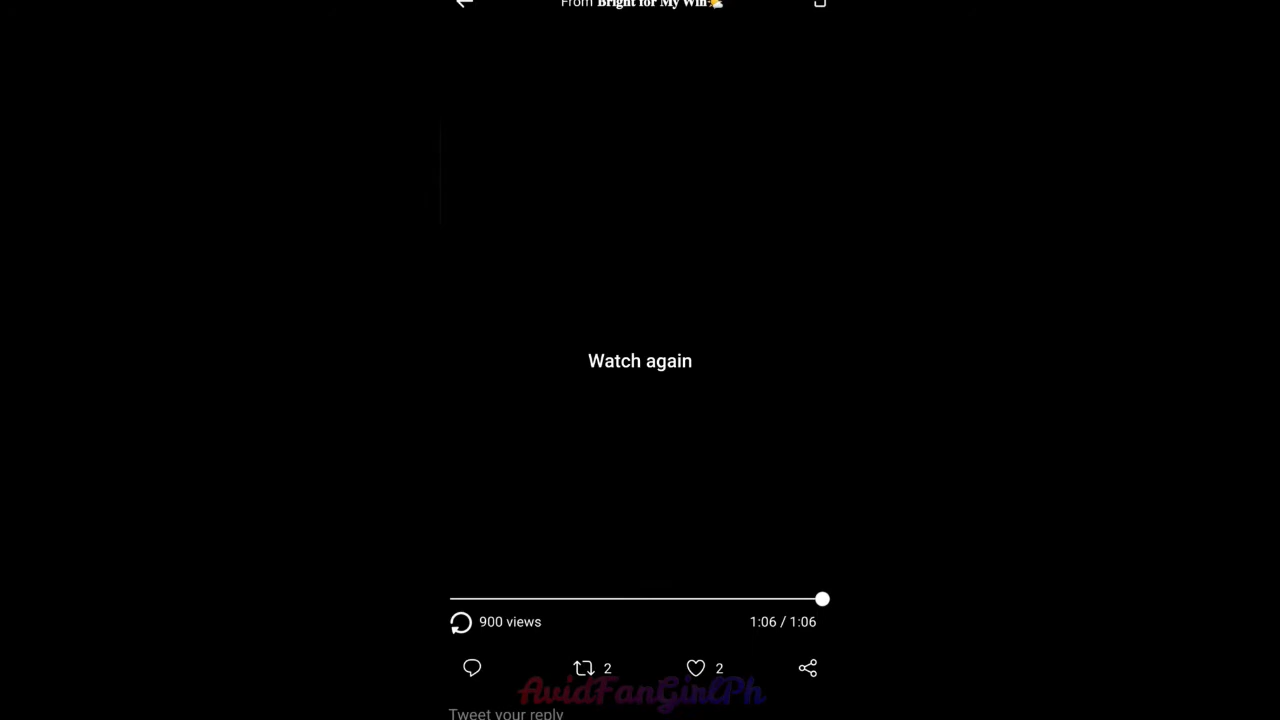 From Bright for My Win🌤️
Watch again
900 views 1:06 / 1:06
2 2
AvidFanGirlPh
Tweet your reply